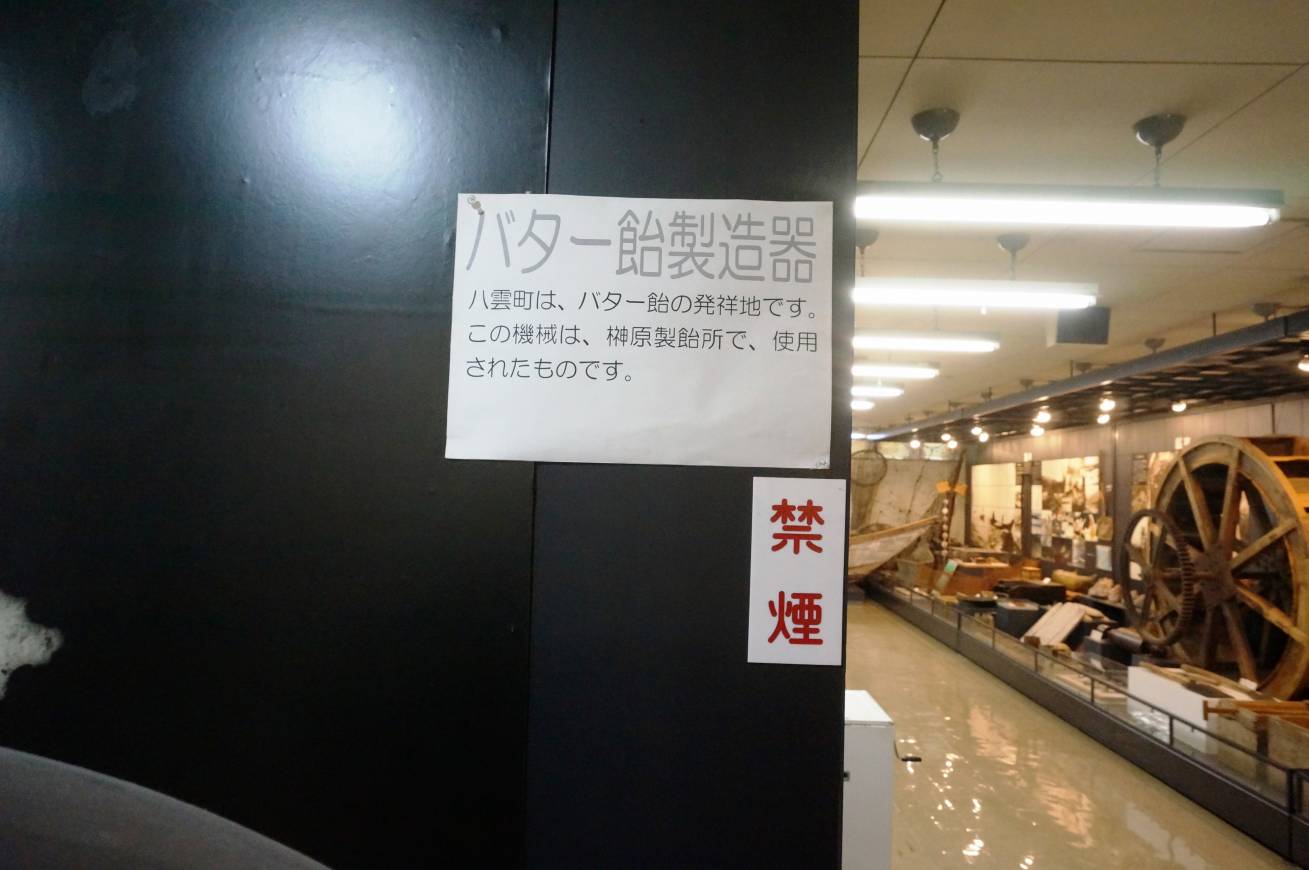 バター飴製造器
八雲町は、バター飴の発祥地です。
この機械は、榊原製飴所で、使用
されたものです。
禁
煙